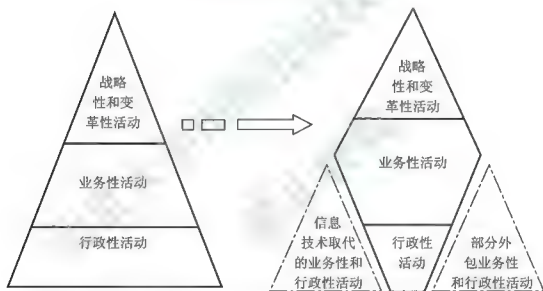 战略
性和变
革性活动
业务性活动
行政性活动
战略
性和变
革性活动
业务性活动
信息
技术取代
的业务性和
行政性活动
行政性
活动
部分外
包业务性
和行政性活动